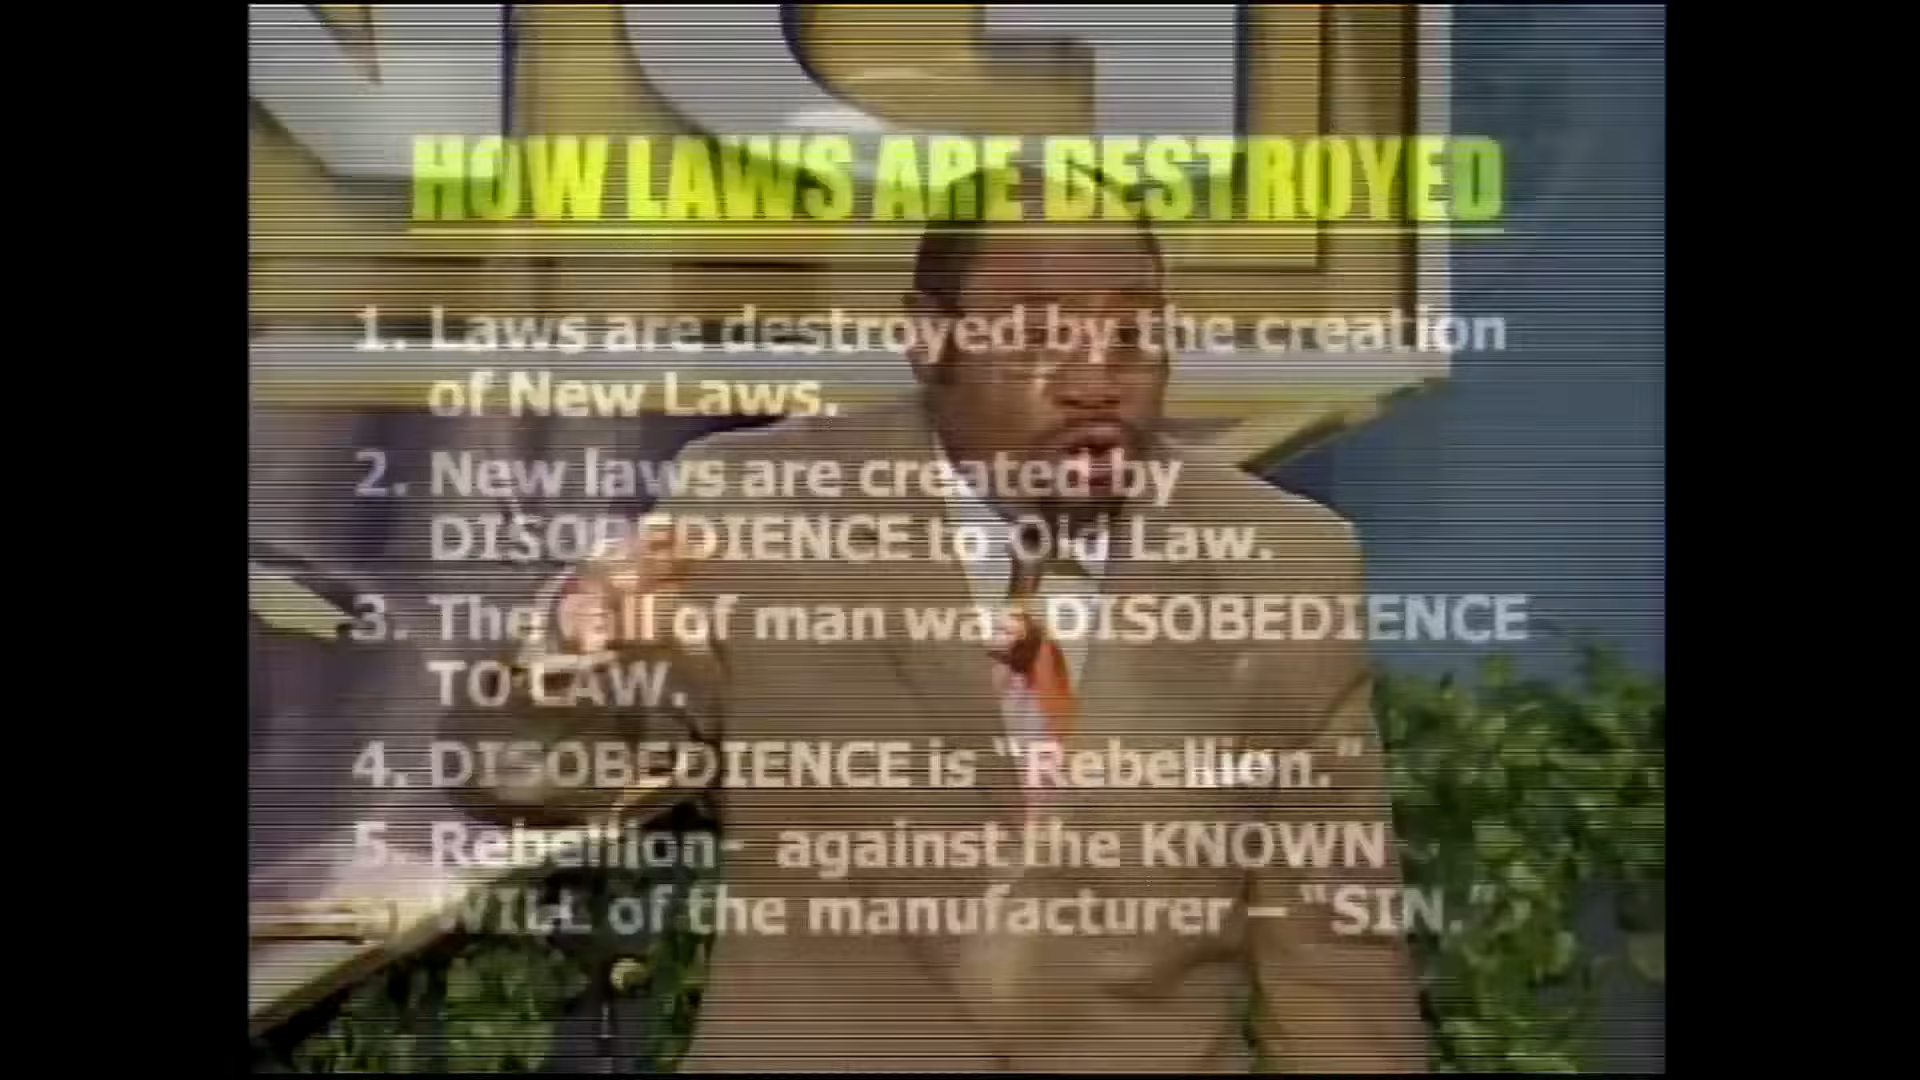 HOW LAWS ARE DESTROYED
1. Laws are destroyed by the creation
of New Laws.
2. New laws are created by
DISOBEDIENCE to Old Law.
3. The fall of man was DISOBEDIENCE
TO LAW.
4. DISOBEDIENCE is "Rebellion."
5. Rebellion- against the KNOWN
WILL of the manufacturer – "SIN."